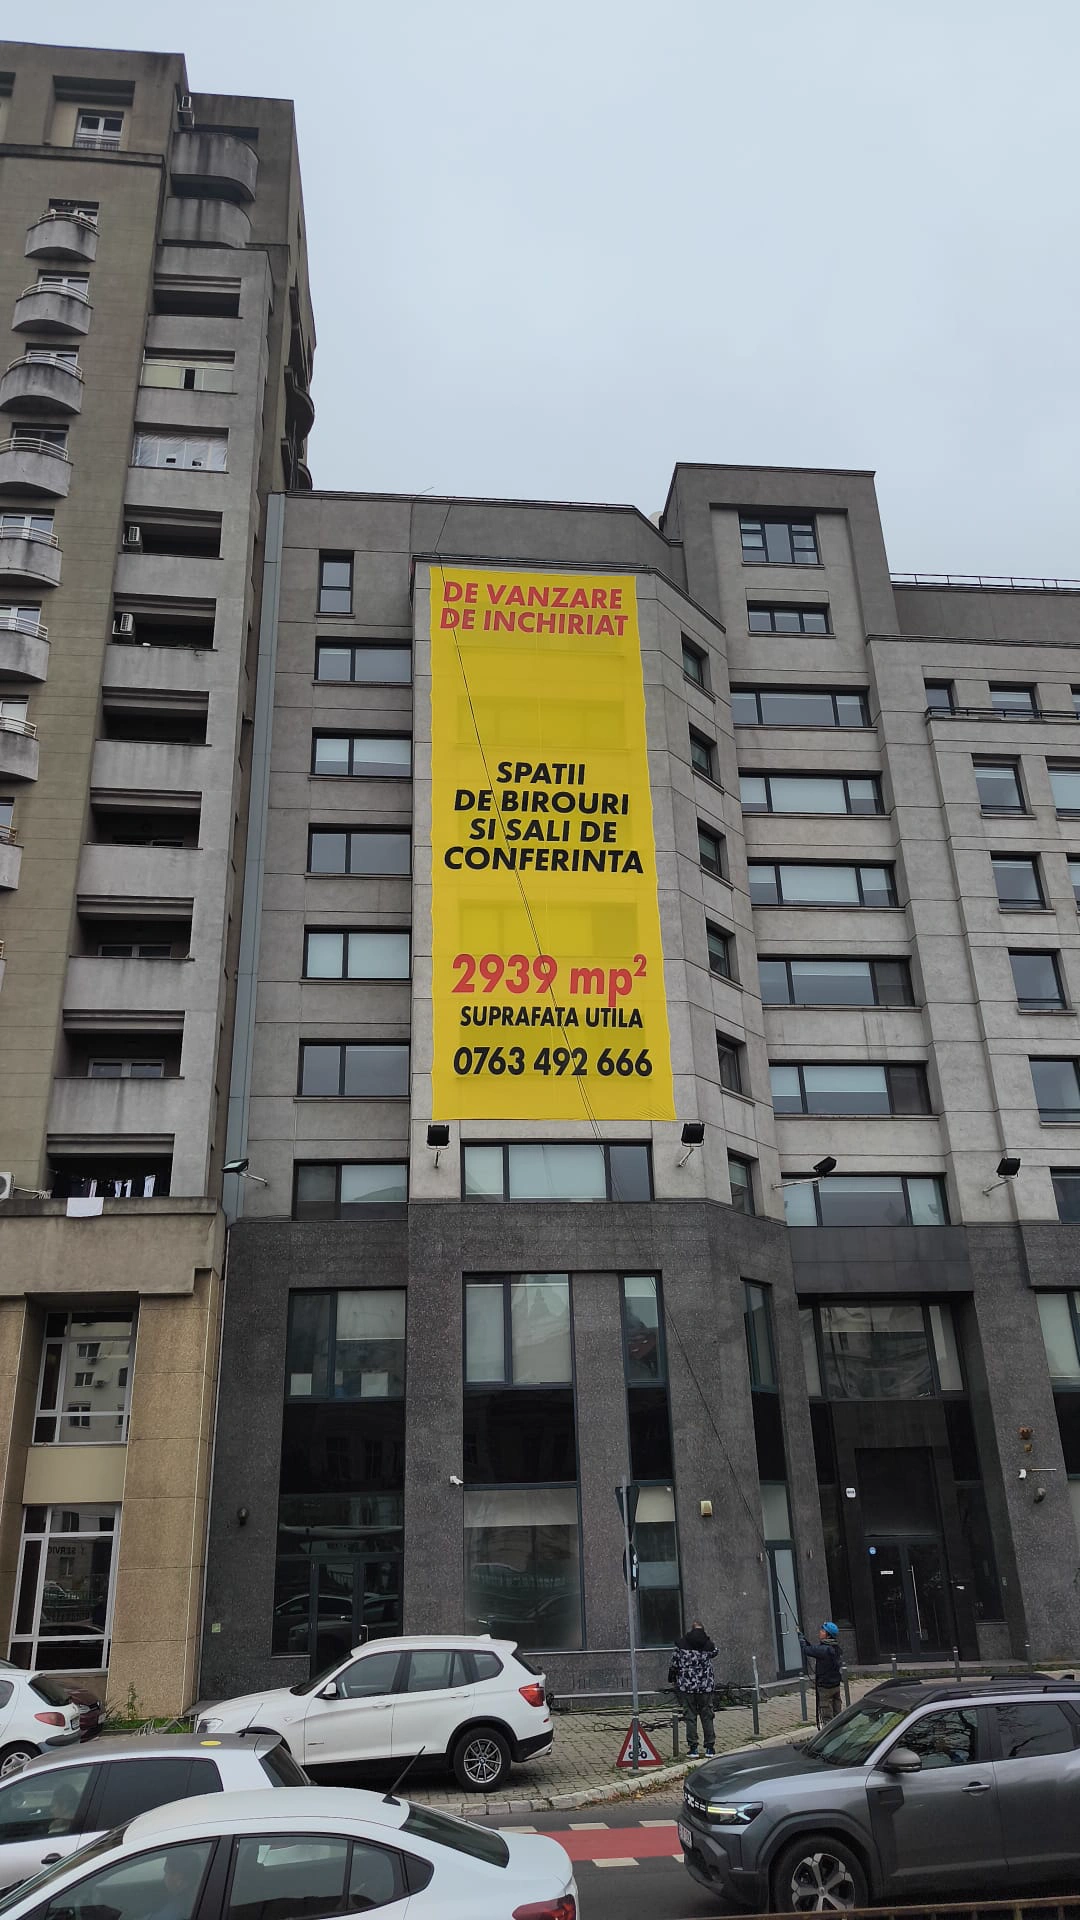 DE VANZARE
DE INCHIRIAT
SPATII
DE BIROURI
SI SALI DE
CONFERINTA
2939 mp²
SUPRAFATA UTILA
0763 492 666